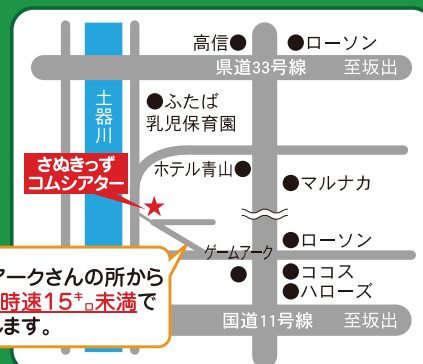 高信●
●ローソン
県道33号線　至坂出
土器川
●ふたば
乳児保育園
さぬきっず
コムシアター
ホテル青山●
●マルナカ
ゲームアーク
●ローソン
●ココス
●ハローズ
アークさんの所から
時速15㌔未満で
します。
国道11号線　至坂出